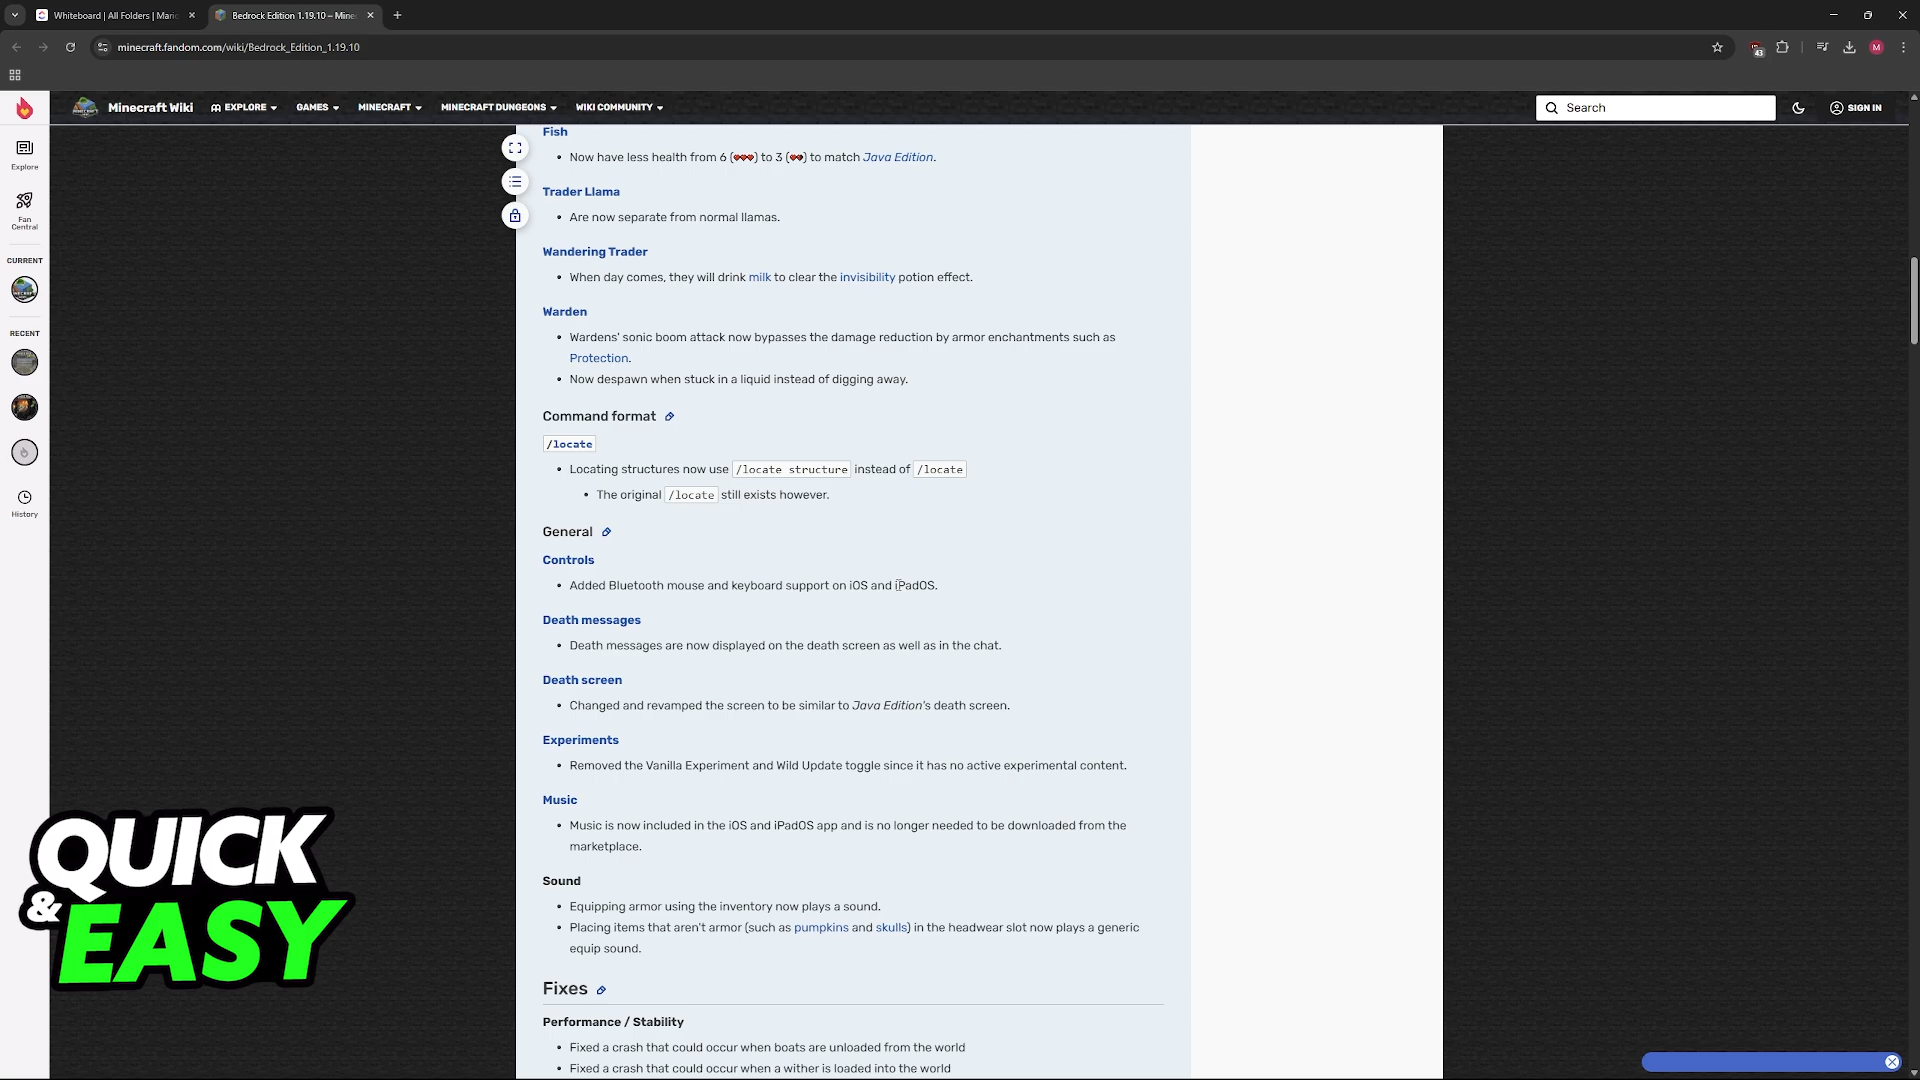 Whiteboard | All Folders | Maric
Bedrock Edition 1.19.10 – Mine
minecraft.fandom.com/wiki/Bedrock_Edition_1.19.10
43
M
Minecraft Wiki
EXPLORE
GAMES
MINECRAFT
MINECRAFT DUNGEONS
WIKI COMMUNITY
Search
SIGN IN
Explore
Fan
Central
CURRENT
RECENT
History
Fish
Now have less health from 6 () to 3 () to match Java Edition.
Trader Llama
Are now separate from normal llamas.
Wandering Trader
When day comes, they will drink milk to clear the invisibility potion effect.
Warden
Wardens' sonic boom attack now bypasses the damage reduction by armor enchantments such as
Protection.
Now despawn when stuck in a liquid instead of digging away.
Command format
/locate
Locating structures now use /locate structure instead of /locate
The original /locate still exists however.
General
Controls
Added Bluetooth mouse and keyboard support on iOS and iPadOS.
Death messages
Death messages are now displayed on the death screen as well as in the chat.
Death screen
Changed and revamped the screen to be similar to Java Edition's death screen.
Experiments
Removed the Vanilla Experiment and Wild Update toggle since it has no active experimental content.
Music
Music is now included in the iOS and iPadOS app and is no longer needed to be downloaded from the
marketplace.
Sound
Equipping armor using the inventory now plays a sound.
Placing items that aren't armor (such as pumpkins and skulls) in the headwear slot now plays a generic
equip sound.
Fixes
Performance / Stability
Fixed a crash that could occur when boats are unloaded from the world
Fixed a crash that could occur when a wither is loaded into the world
QUICK
& EASY